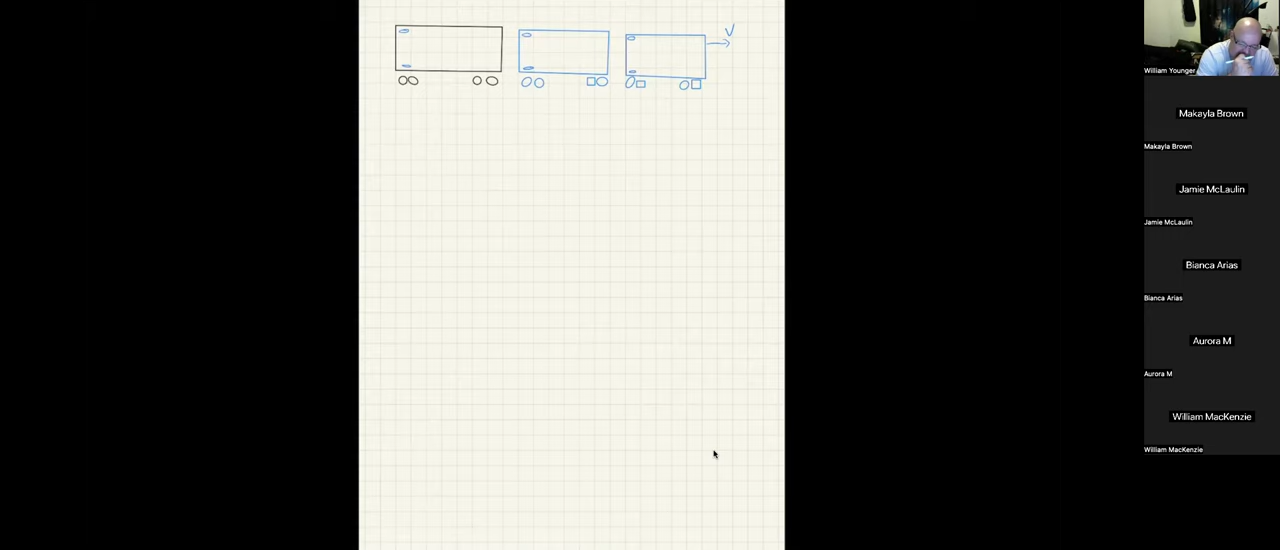 V
William Younger
Makayla Brown
Makayla Brown
Jamie McLaulin
Jamie McLaulin
Bianca Arias
Bianca Arias
Aurora M
Aurora M
William MacKenzie
William MacKenzie